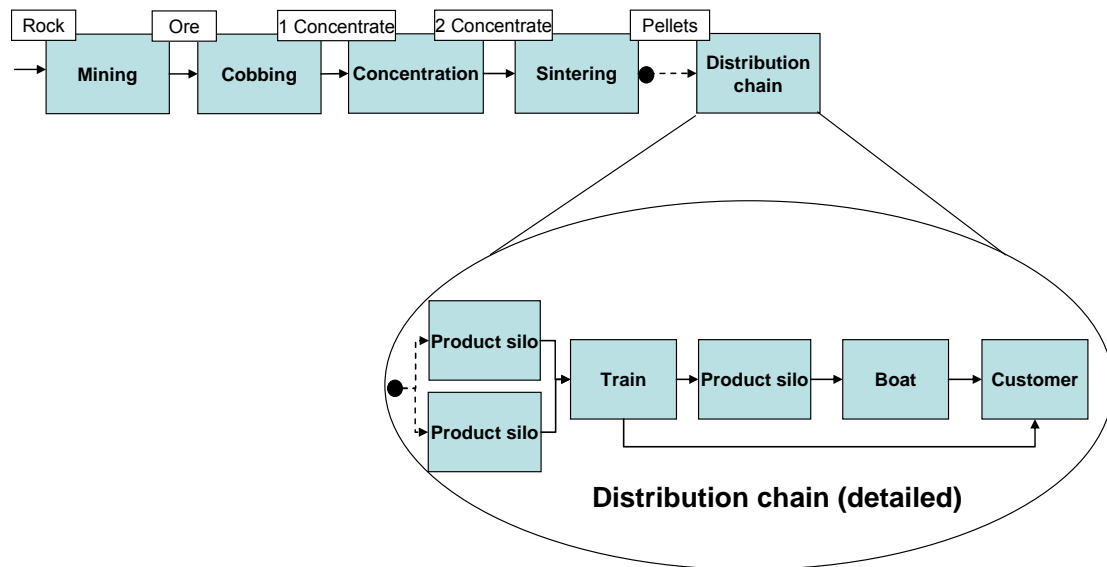 Rock
Ore
1 Concentrate
2 Concentrate
Pellets
Mining
Cobbing
Concentration
Sintering
Distribution
chain
Product silo
Product silo
Train
Product silo
Boat
Customer
Distribution chain (detailed)